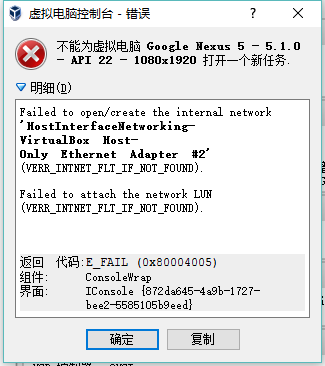 虚拟电脑控制台 - 错误
不能为虚拟电脑 Google Nexus 5 - 5.1.0
- API 22 - 1080x1920 打开一个新任务.
明细(D)
Failed to open/create the internal network
'HostInterfaceNetworking-
VirtualBox Host-
Only Ethernet Adapter #2'
(VERR_INTNET_FLT_IF_NOT_FOUND).
Failed to attach the network LUN
(VERR_INTNET_FLT_IF_NOT_FOUND).
返回 代码:E_FAIL (0x80004005)
组件: ConsoleWrap
界面: IConsole {872da645-4a9b-1727-
bee2-5585105b9eed}
确定 复制